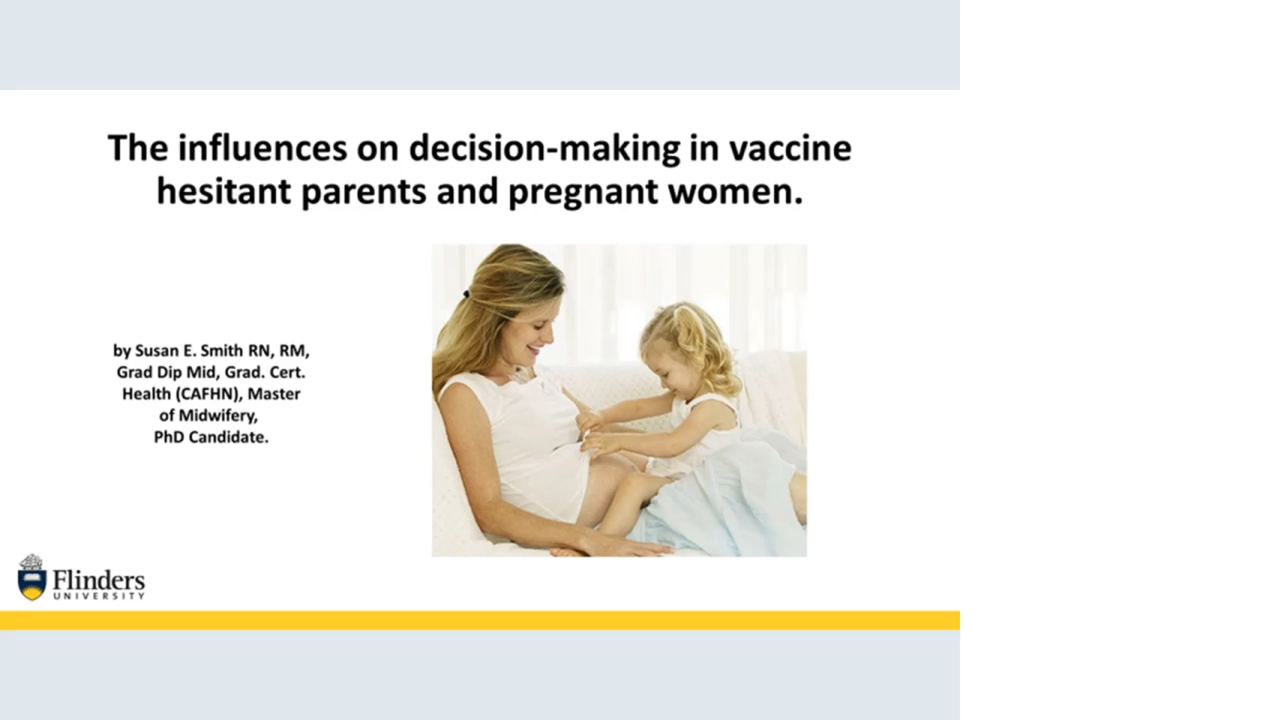 The influences on decision-making in vaccine
hesitant parents and pregnant women.
by Susan E. Smith RN, RM,
Grad Dip Mid, Grad. Cert.
Health (CAFHN), Master
of Midwifery,
PhD Candidate.
Flinders
UNIVERSITY